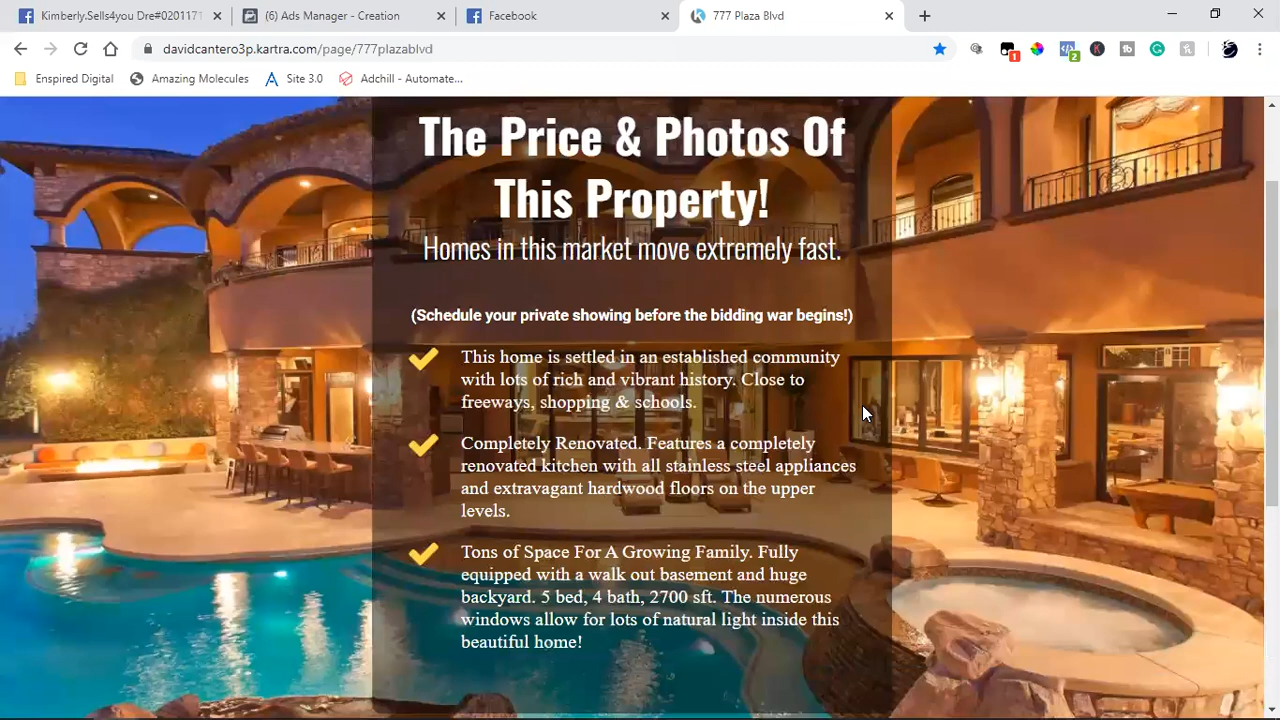 Kimberly.Sells4you Dre#020117
(6) Ads Manager - Creation
Facebook
777 Plaza Blvd
davidcantero3p.kartra.com/page/777plazablvd
Enspired Digital
Amazing Molecules
Site 3.0
Adchill - Automate...
The Price & Photos Of
This Property!
Homes in this market move extremely fast.
(Schedule your private showing before the bidding war begins!)
This home is settled in an established community
with lots of rich and vibrant history. Close to
freeways, shopping & schools.
Completely Renovated. Features a completely
renovated kitchen with all stainless steel appliances
and extravagant hardwood floors on the upper
levels.
Tons of Space For A Growing Family. Fully
equipped with a walk out basement and huge
backyard. 5 bed, 4 bath, 2700 sft. The numerous
windows allow for lots of natural light inside this
beautiful home!